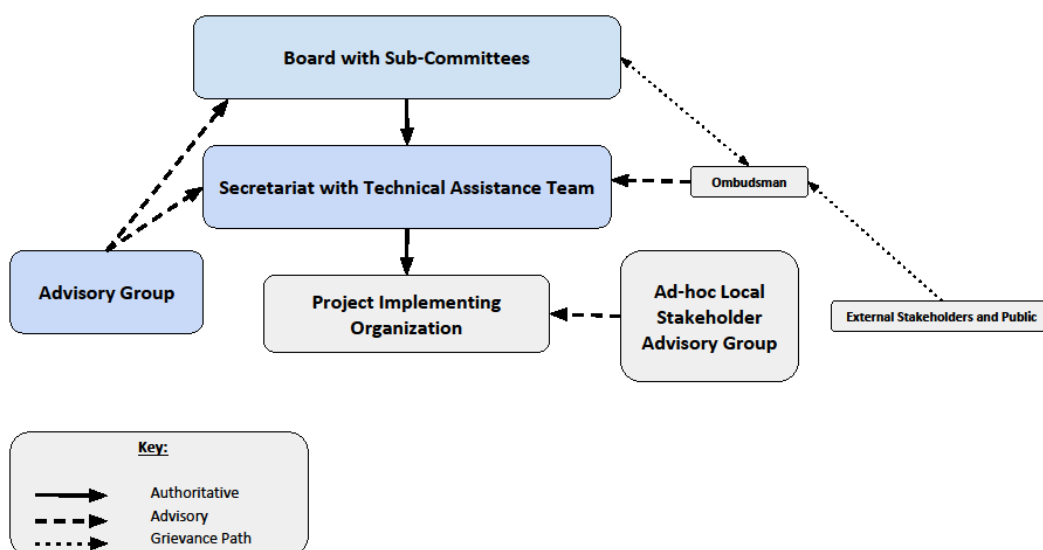 Board with Sub-Committees
Secretariat with Technical Assistance Team
Ombudsman
Advisory Group
Project Implementing
Organization
Ad-hoc Local
Stakeholder
Advisory Group
External Stakeholders and Public
Key:
Authoritative
Advisory
Grievance Path